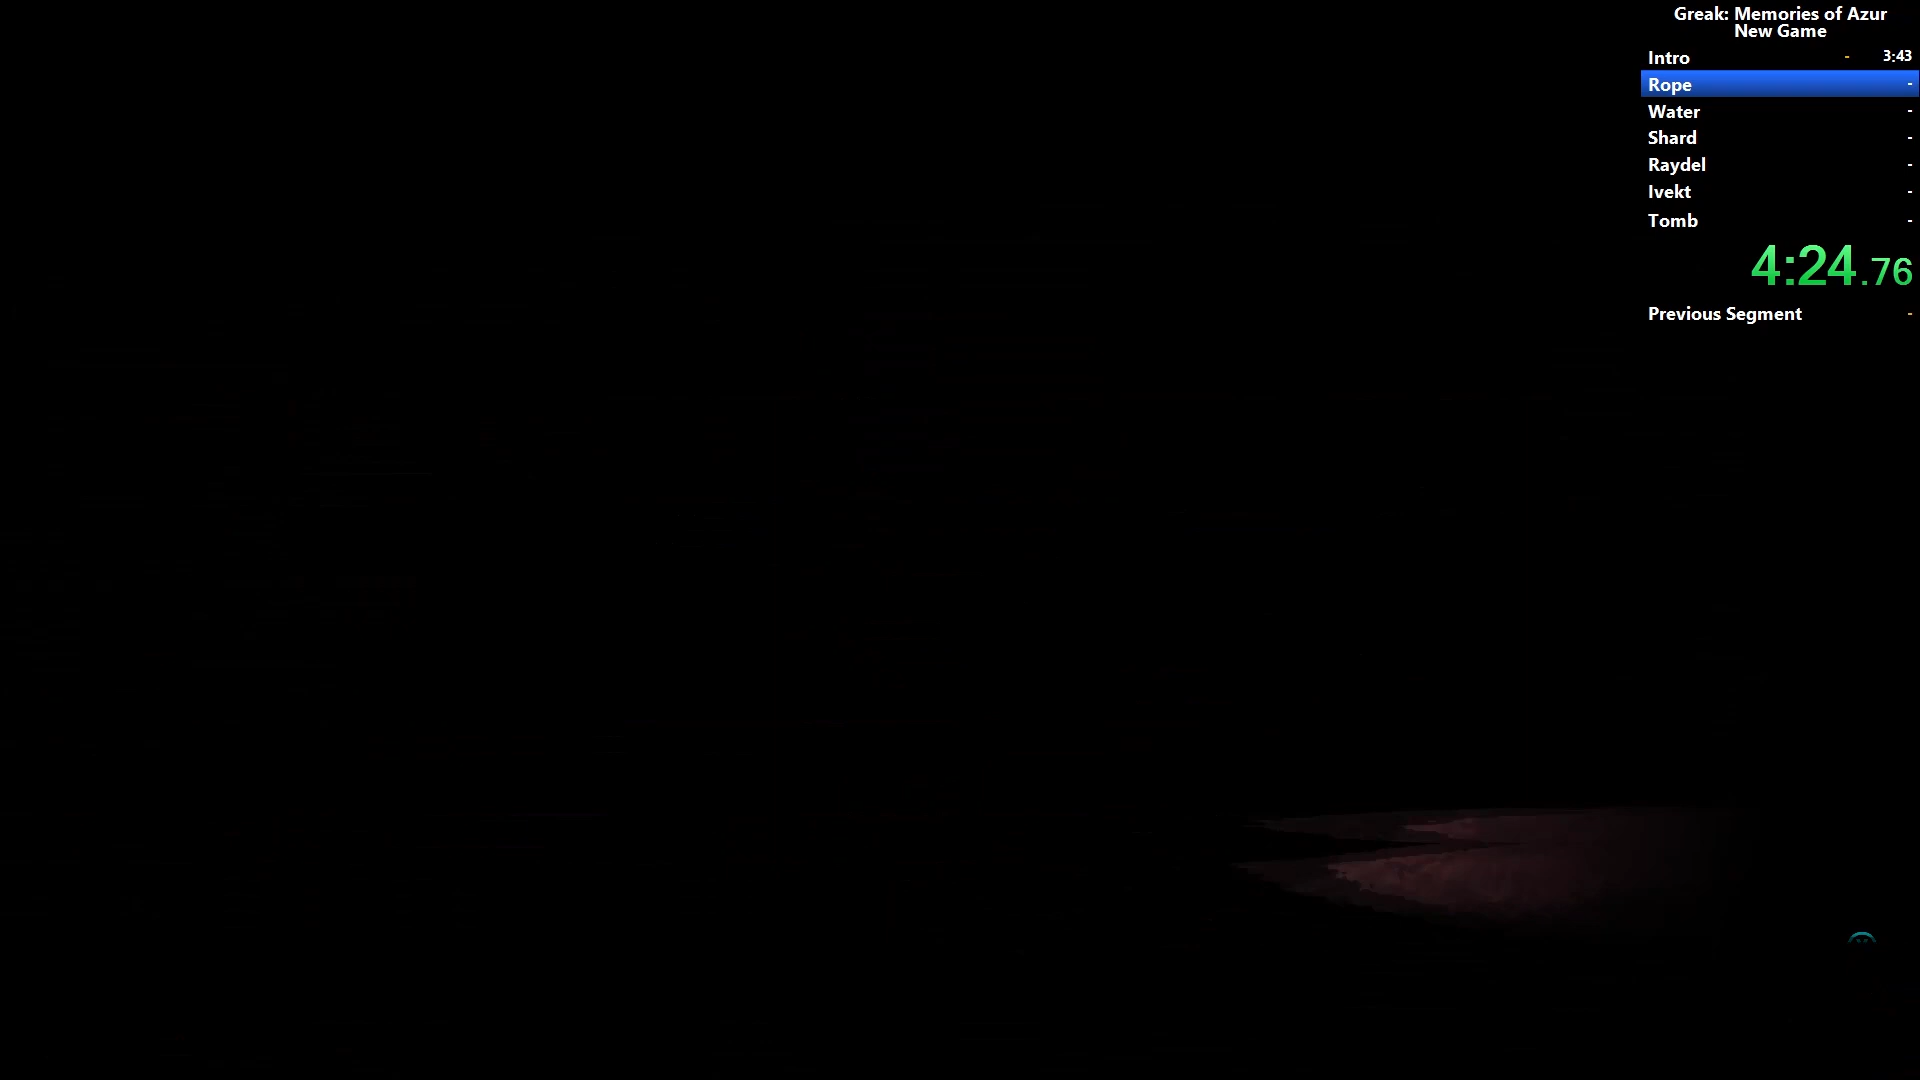 Greak: Memories of Azur
New Game
Intro - 3:43
Rope -
Water -
Shard -
Raydel -
Ivekt -
Tomb -
4:24.76
Previous Segment -